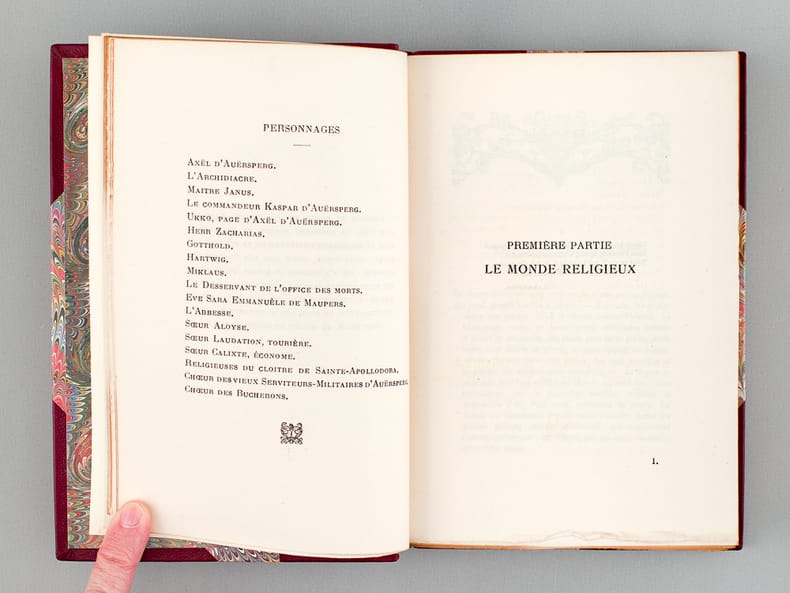 PERSONNAGES
AXËL D'AUËRSPERG.
L'ARCHIDIACRE.
MAITRE JANUS.
LE COMMANDEUR KASPAR D'AUËRSPERG.
UKKO, PAGE D'AXËL D'AUËRSPERG.
HERR ZACHARIAS.
GOTTHOLD.
HARTWIG.
MIKLAUS.
LE DESSERVANT DE L'OFFICE DES MORTS.
EVE SARA EMMANUÈLE DE MAUPERS.
L'ABBESSE.
SŒUR ALOYSE.
SŒUR LAUDATION, TOURIÈRE.
SŒUR CALIXTE, ÉCONOME.
RELIGIEUSES DU CLOITRE DE SAINTE-APOLLODORA.
CHŒUR DES VIEUX SERVITEURS-MILITAIRES D'AUËRSPERG.
CHŒUR DES BUCHERONS.
PREMIÈRE PARTIE
LE MONDE RELIGIEUX
1.